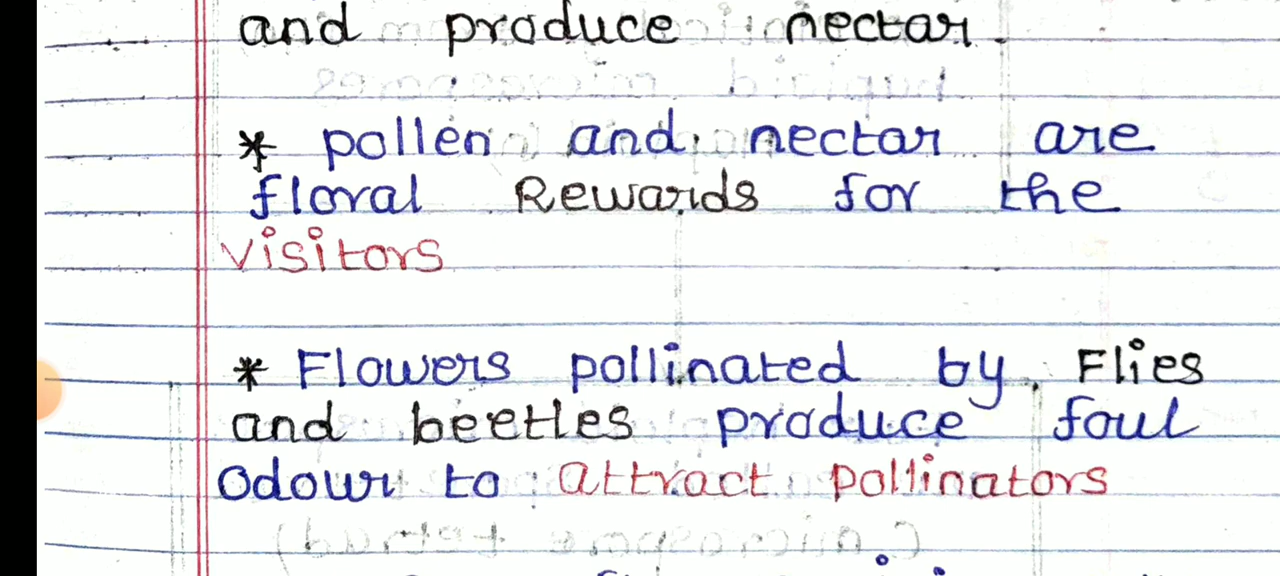 and produce nectar.
* pollen and nectar are
floral Rewards for the
visitors
* Flowers pollinated by Flies
and beetles produce foul
odour to attract pollinators